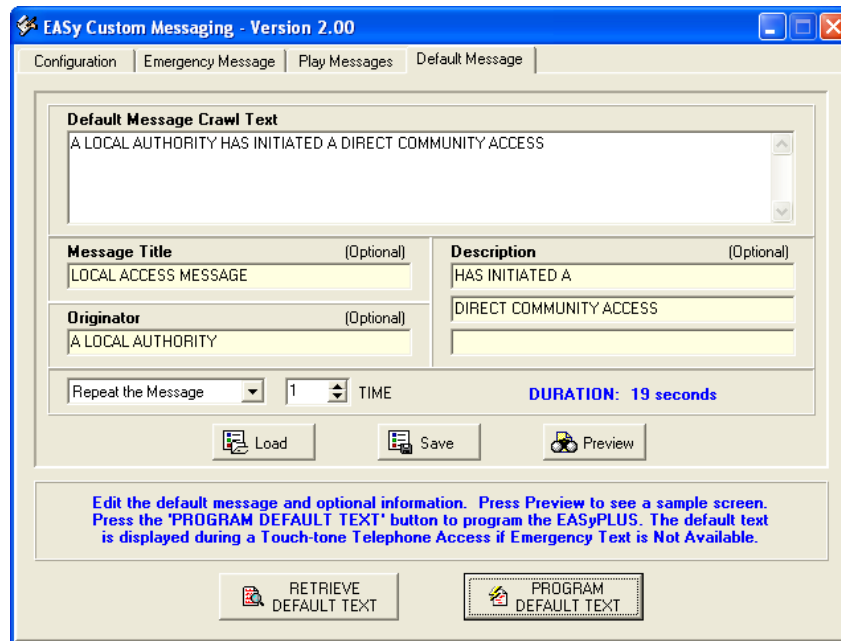 EASy Custom Messaging - Version 2.00
Configuration Emergency Message Play Messages Default Message
Default Message Crawl Text
A LOCAL AUTHORITY HAS INITIATED A DIRECT COMMUNITY ACCESS
Message Title (Optional)
LOCAL ACCESS MESSAGE
Originator (Optional)
A LOCAL AUTHORITY
Description (Optional)
HAS INITIATED A
DIRECT COMMUNITY ACCESS
Repeat the Message 1 TIME DURATION: 19 seconds
Load Save Preview
Edit the default message and optional information. Press Preview to see a sample screen.
Press the 'PROGRAM DEFAULT TEXT' button to program the EASyPLUS. The default text
is displayed during a Touch-tone Telephone Access if Emergency Text is Not Available.
RETRIEVE
DEFAULT TEXT
PROGRAM
DEFAULT TEXT